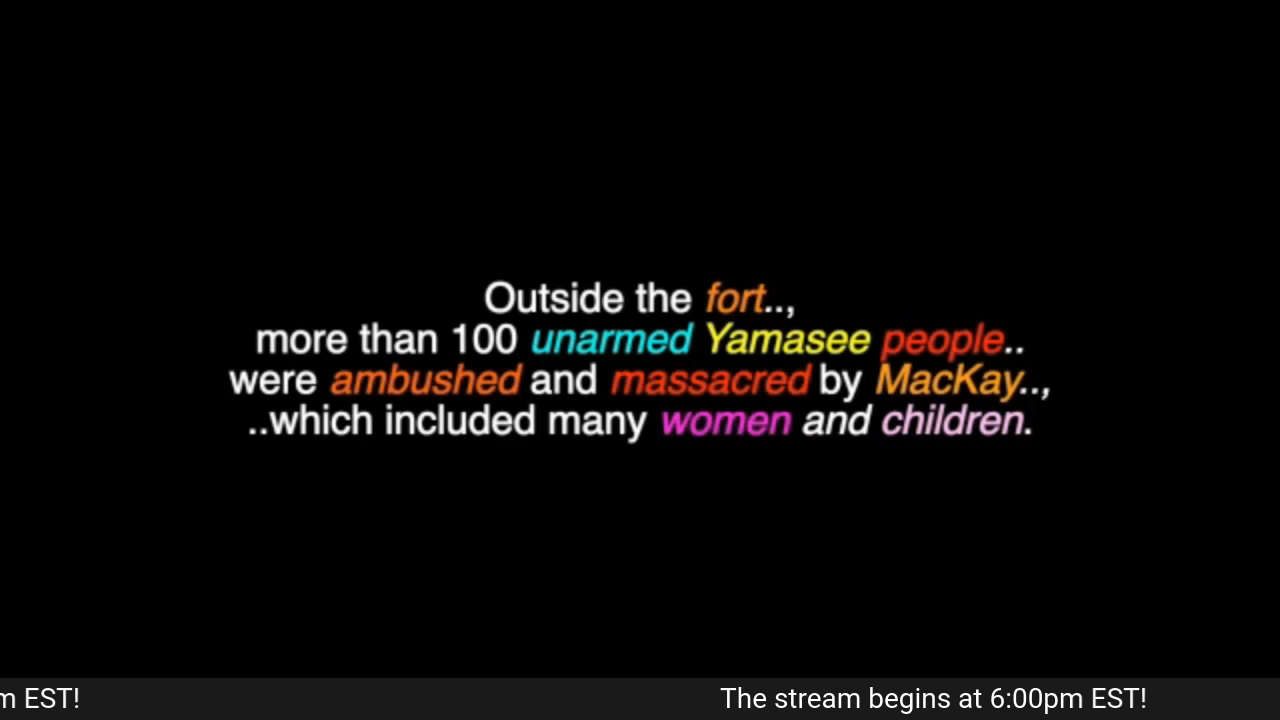 Outside the fort..,
more than 100 unarmed Yamasee people..
were ambushed and massacred by MacKay..,
..which included many women and children.
m EST! The stream begins at 6:00pm EST!